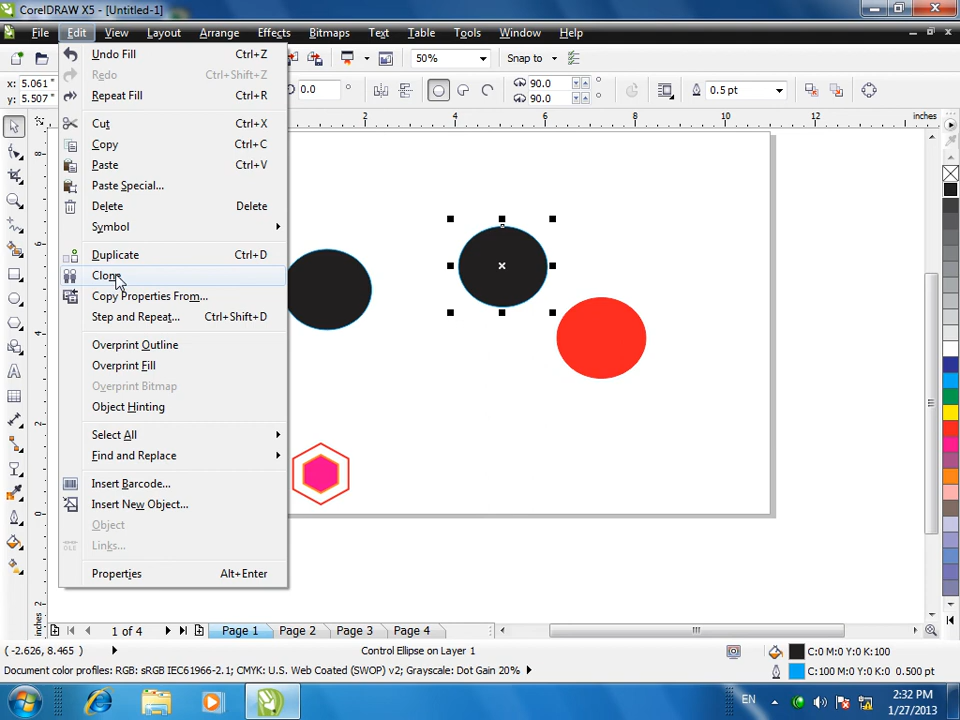 CorelDRAW X5 - [Untitled-1]
File Edit View Layout Arrange Effects Bitmaps Text Table Tools Window Help
50% Snap to
x: 5.061 "
y: 5.507 "
0.0 °
90.0 °
90.0
0.5 pt
2 4 6 8 10 12 inches
Undo Fill Ctrl+Z
Redo Ctrl+Shift+Z
Repeat Fill Ctrl+R
Cut Ctrl+X
Copy Ctrl+C
Paste Ctrl+V
Paste Special...
Delete Delete
Symbol
Duplicate Ctrl+D
Clone
Copy Properties From...
Step and Repeat... Ctrl+Shift+D
Overprint Outline
Overprint Fill
Overprint Bitmap
Object Hinting
Select All
Find and Replace
Insert Barcode...
Insert New Object...
Object
Links...
Properties Alt+Enter
8
6
4
2
0
2
inches
1 of 4 Page 1 Page 2 Page 3 Page 4
( -2.626, 8.465 ) Control Ellipse on Layer 1 C:0 M:0 Y:0 K:100
Document color profiles: RGB: sRGB IEC61966-2.1; CMYK: U.S. Web Coated (SWOP) v2; Grayscale: Dot Gain 20% C:100 M:0 Y:0 K:0 0.500 pt
EN 2:32 PM
1/27/2013